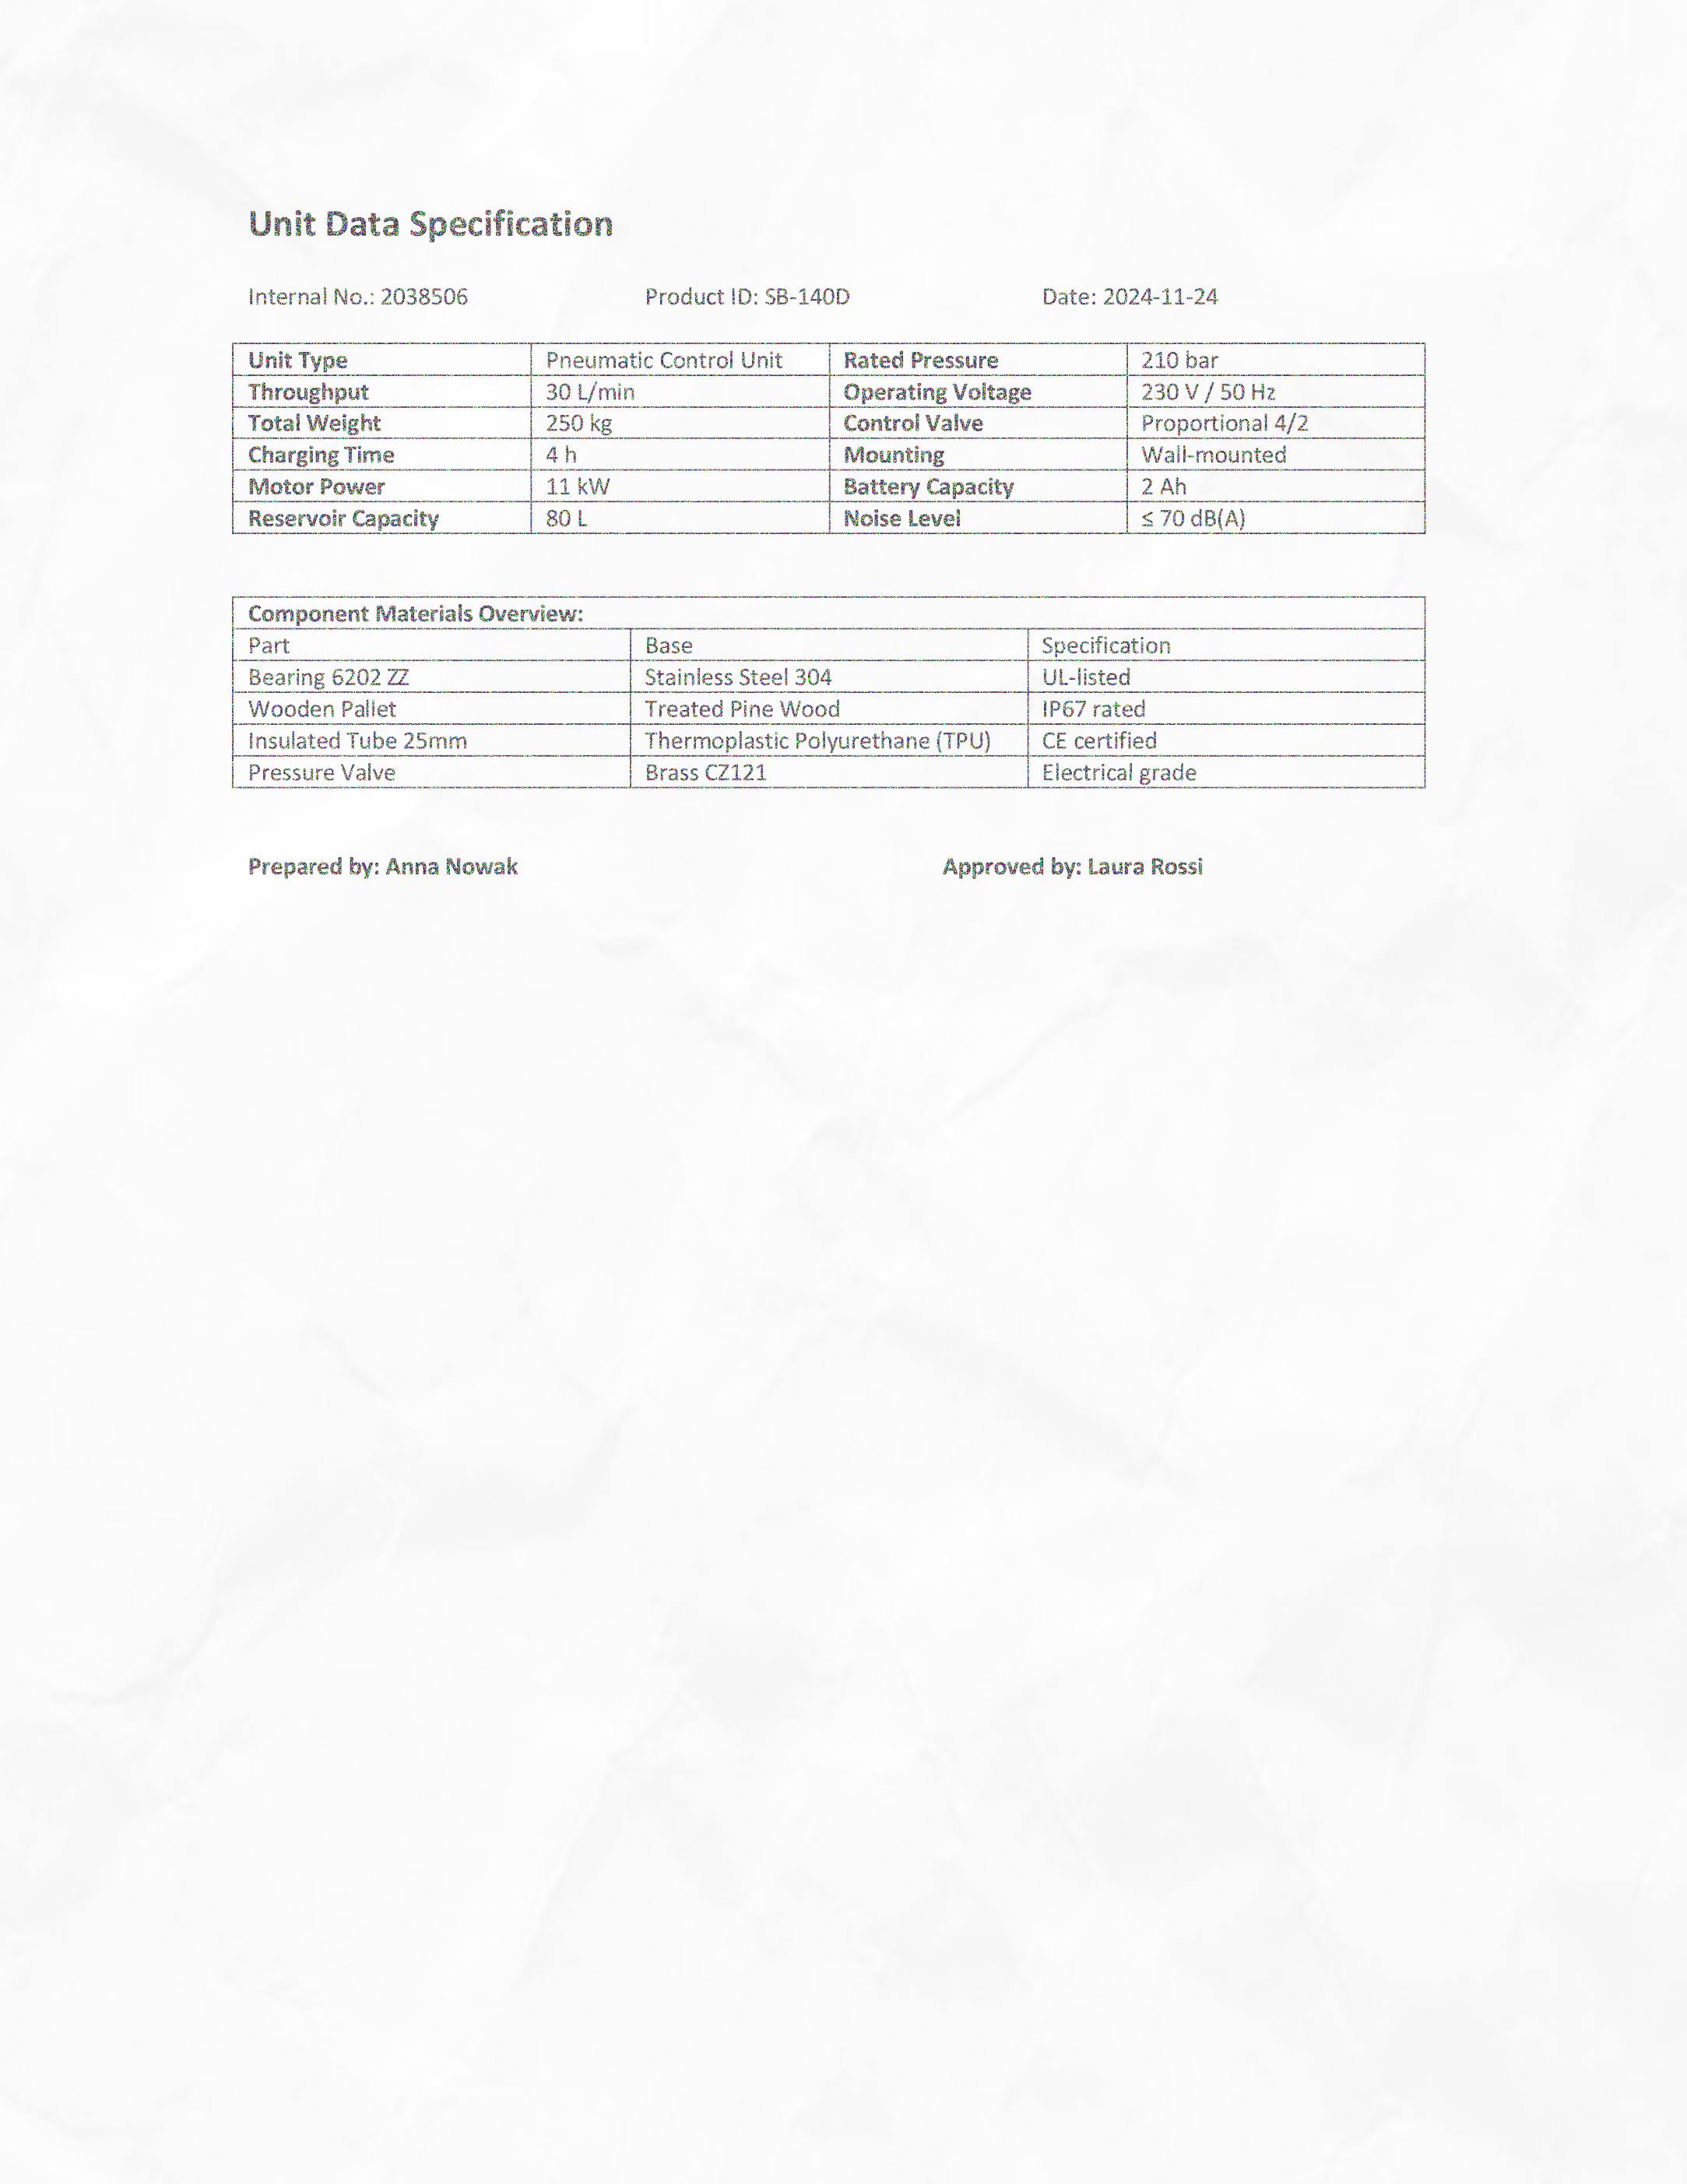 Unit Data Specification
Internal No.: 2038506 Product ID: SB-140D Date: 2024-11-24
Unit Type Pneumatic Control Unit Rated Pressure 210 bar
Throughput 30 L/min Operating Voltage 230 V / 50 Hz
Total Weight 250 kg Control Valve Proportional 4/2
Charging Time 4 h Mounting Wall-mounted
Motor Power 11 kW Battery Capacity 2 Ah
Reservoir Capacity 80 L Noise Level ≤ 70 dB(A)
Component Materials Overview:
Part Base Specification
Bearing 6202 ZZ Stainless Steel 304 UL-listed
Wooden Pallet Treated Pine Wood IP67 rated
Insulated Tube 25mm Thermoplastic Polyurethane (TPU) CE certified
Pressure Valve Brass CZ121 Electrical grade
Prepared by: Anna Nowak Approved by: Laura Rossi